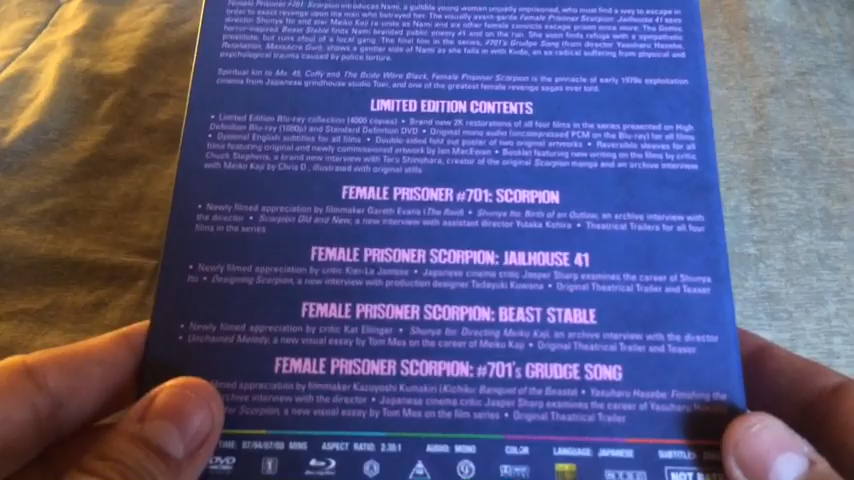 Female Prisoner #701: Scorpion introduces Nami, a gullible young woman unjustly imprisoned, who must find a way to escape in
order to exact revenge upon the man who betrayed her. The visually avant-garde Female Prisoner Scorpion: Jailhouse 41 sees
director Shunya Ito and star Meiko Kaji re-unite as Nami and six other female convicts escape prison once more. The Gothic
horror-inspired Beast Stable finds Nami branded public enemy #1 and on the run. She soon finds refuge with a sympathetic
prostitute, but runs afoul of a local gang. The final film in the series, #701's Grudge Song (from director Yasuharu Hasebe,
Retaliation, Massacre Gun), shows a gentler side of Nami as she falls in with Kudo, an ex-radical suffering from physical and
psychological trauma caused by police torture.
Spiritual kin to Ms. 45, Coffy and The Bride Wore Black, Female Prisoner Scorpion is the pinnacle of early 1970s exploitation
cinema from Japanese grindhouse studio Toei, and one of the greatest female revenge sagas ever told.
LIMITED EDITION CONTENTS
• Limited Edition Blu-ray collection (4000 copies) • Brand new 2K restorations of all four films in the series presented on High
Definition Blu-ray (1080p) and Standard Definition DVD • Original mono audio (uncompressed PCM on the Blu-ray) for all films
• Optional English subtitles for all films • Double-sided fold out poster of two original artworks • Reversible sleeves for all
films featuring original and newly commissioned artwork by Ian MacEwan • Booklet featuring new writing on the films by critic
Chuck Stephens, a brand new interview with Toru Shinohara, creator of the original Scorpion manga and an archive interview
with Meiko Kaji by Chris D., illustrated with original stills
FEMALE PRISONER #701: SCORPION
• Newly filmed appreciation by filmmaker Gareth Evans (The Raid) • Shunya Ito: Birth of an Outlaw, an archive interview with
the director • Scorpion Old and New, a new interview with assistant director Yutaka Kohira • Theatrical Trailers for all four
films in the series
FEMALE PRISONER SCORPION: JAILHOUSE 41
• Newly filmed appreciation by critic Kier-La Janisse • Japanese cinema critic Jasper Sharp examines the career of Shunya
Ito • Designing Scorpion, a new interview with production designer Tadayuki Kuwana • Original Theatrical Trailer and Teaser
FEMALE PRISONER SCORPION: BEAST STABLE
• Newly filmed appreciation by critic Kat Ellinger • Shunya Ito: Directing Meiko Kaji, an archive interview with the director
• Unchained Melody, a new visual essay by Tom Mes on the career of Meiko Kaji • Original Theatrical Trailer and Teaser
FEMALE PRISONER SCORPION: #701's GRUDGE SONG
filmed appreciation by filmmaker Kazuyoshi Kumakiri (Kichiku: Banquet of the Beasts) • Yasuharu Hasebe: Finishing the
archive interview with the director • Japanese cinema critic Jasper Sharp examines the career of Yasuharu
Scorpion, a new visual essay by Tom Mes on the film series • Original Theatrical Trailer
TIME: 87/94/87/89 MINS ASPECT RATIO: 2.35:1 AUDIO: MONO COLOR LANGUAGE: JAPANESE
DVD NOT RATED